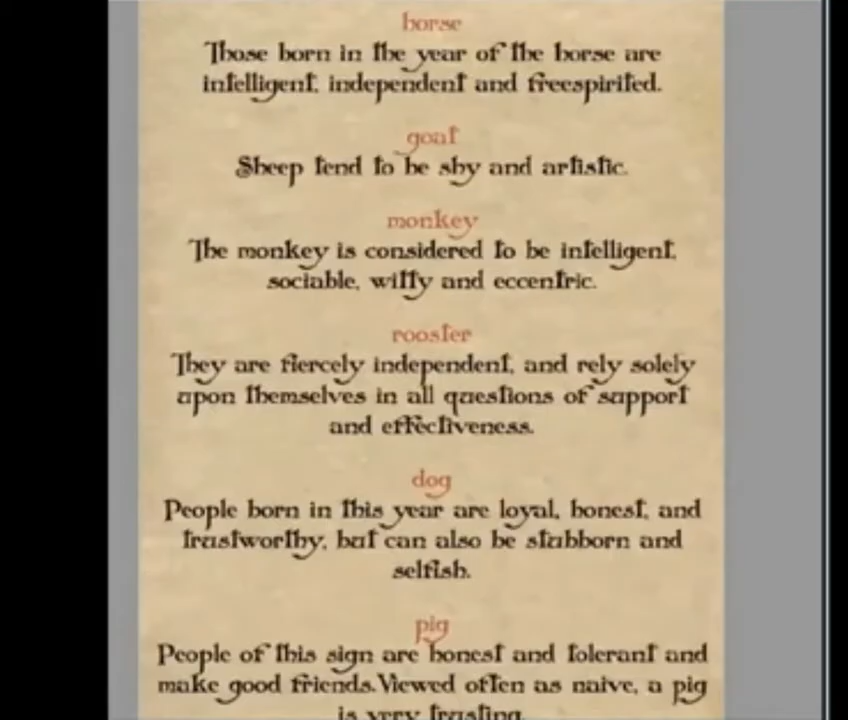 horse
Those born in the year of the horse are
intelligent, independent and freespirited.
goat
Sheep tend to be shy and artistic.
monkey
The monkey is considered to be intelligent,
sociable, witty and eccentric.
rooster
They are fiercely independent, and rely solely
upon themselves in all questions of support
and effectiveness.
dog
People born in this year are loyal, honest, and
trustworthy, but can also be stubborn and
selfish.
pig
People of this sign are honest and tolerant and
make good friends.Viewed often as naive, a pig
is very trusting.